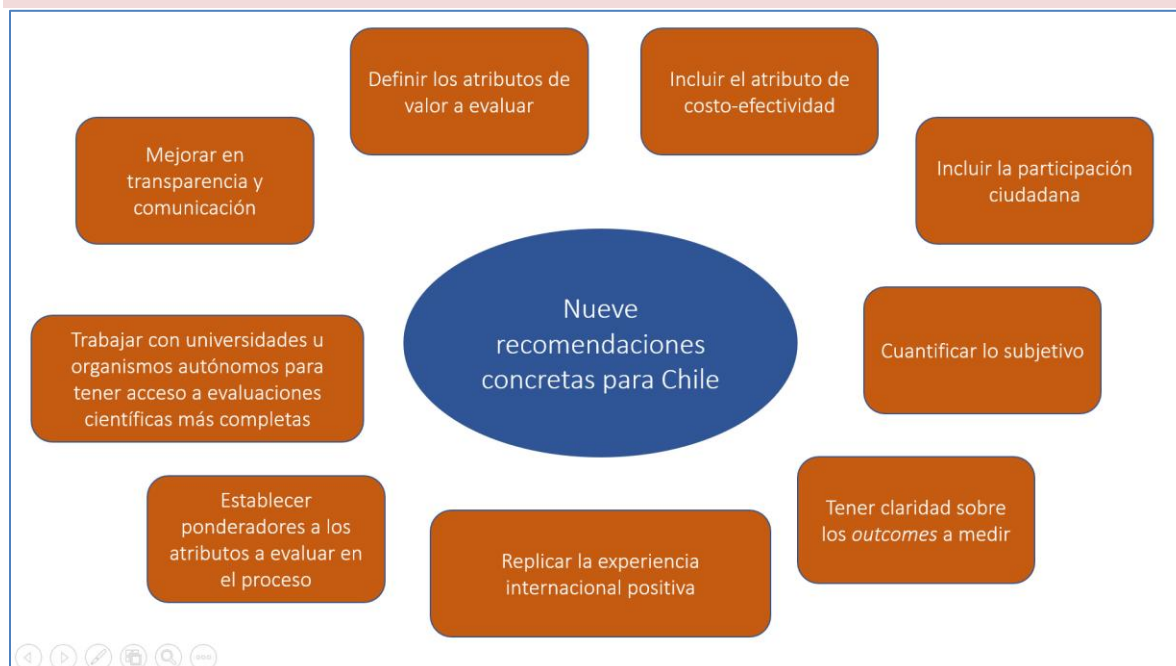 Definir los atributos de
valor a evaluar
Incluir el atributo de
costo-efectividad
Mejorar en
transparencia y
comunicación
Incluir la participación
ciudadana
Nueve
recomendaciones
concretas para Chile
Trabajar con universidades u
organismos autónomos para
tener acceso a evaluaciones
científicas más completas
Cuantificar lo subjetivo
Establecer
ponderadores a los
atributos a evaluar en
el proceso
Replicar la experiencia
internacional positiva
Tener claridad sobre
los outcomes a medir